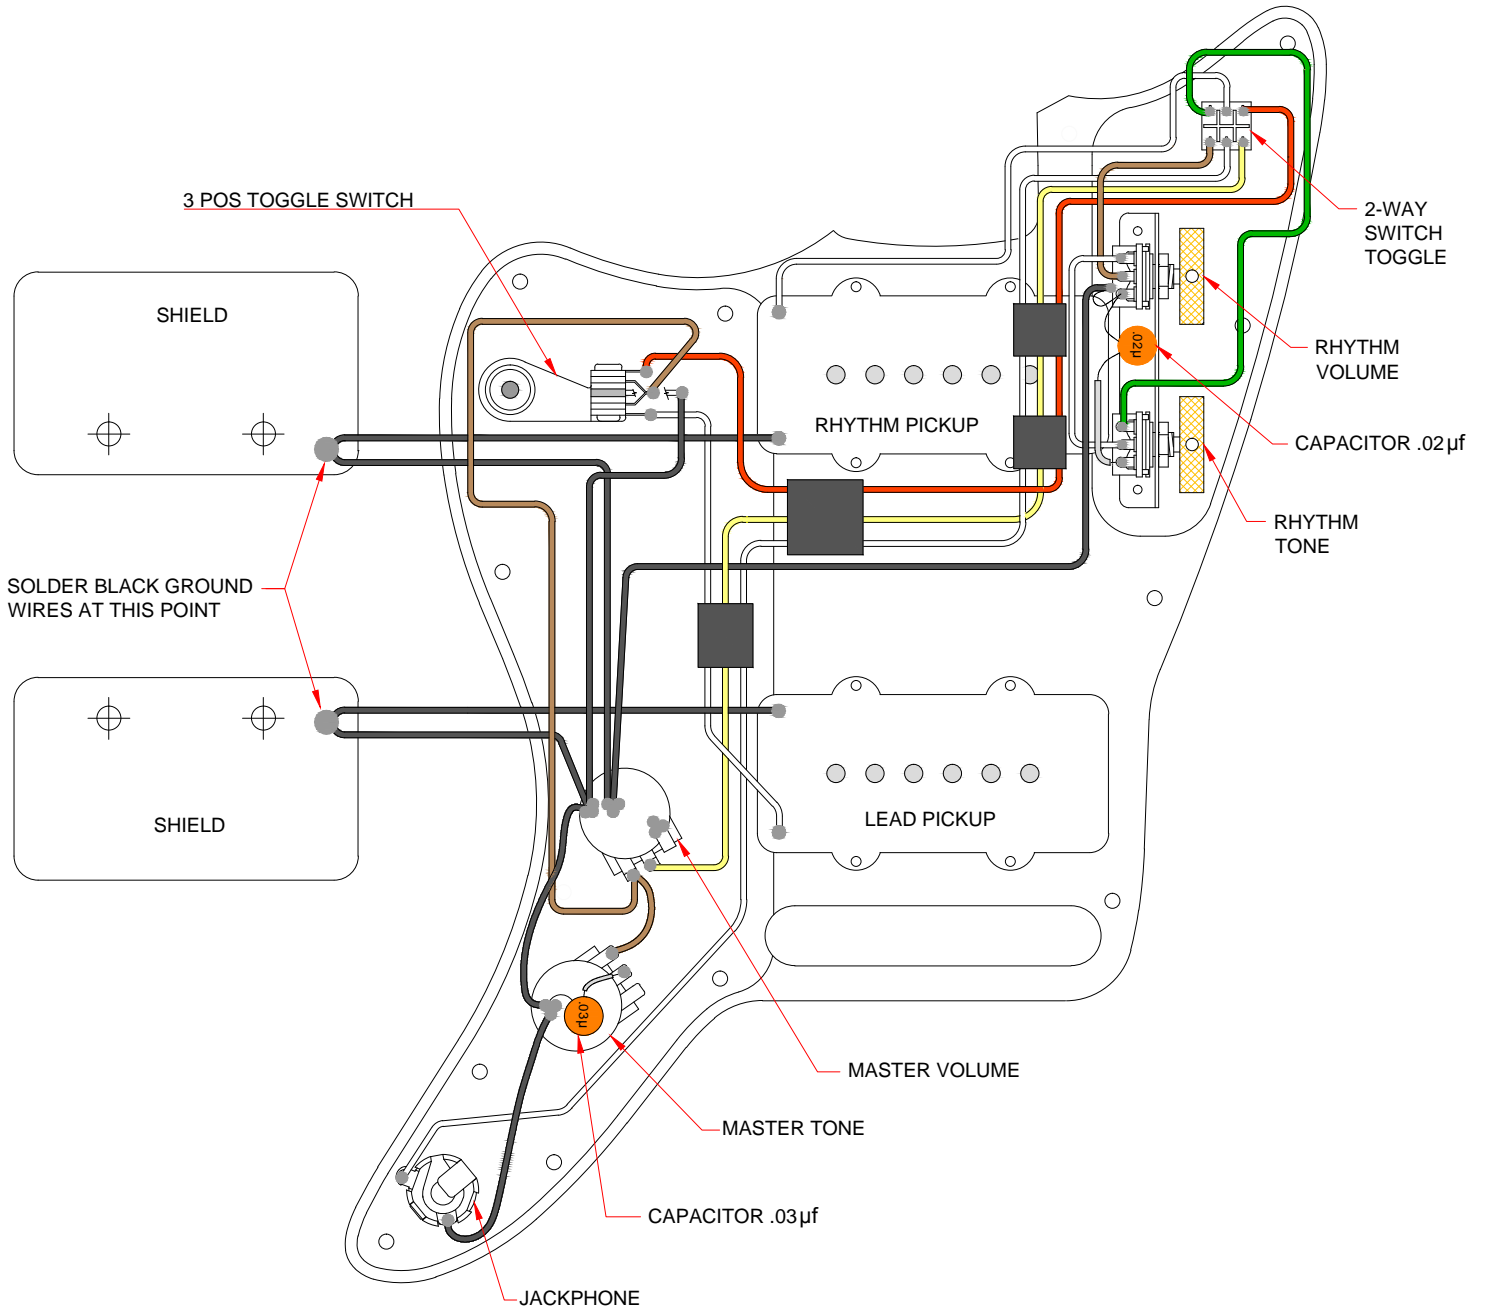 3 POS TOGGLE SWITCH
2-WAY
SWITCH
TOGGLE
SHIELD
RHYTHM
VOLUME
.02µ
RHYTHM PICKUP
CAPACITOR .02µf
RHYTHM
TONE
SOLDER BLACK GROUND
WIRES AT THIS POINT
SHIELD
LEAD PICKUP
.03µ
MASTER VOLUME
MASTER TONE
CAPACITOR .03µf
JACKPHONE